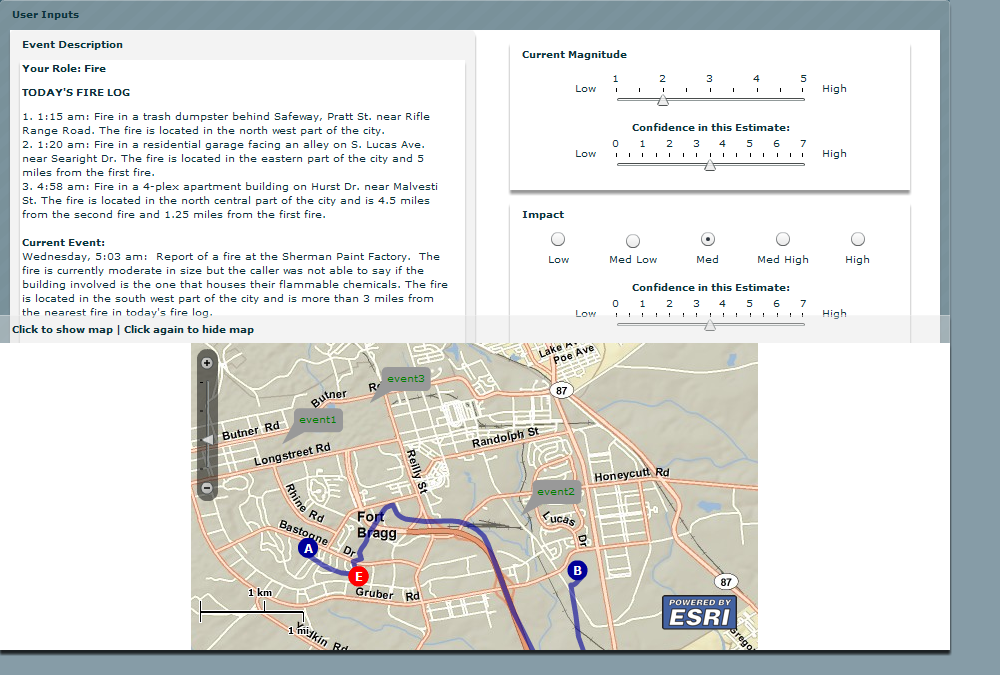 User Inputs
Event Description
Your Role: Fire
TODAY'S FIRE LOG
1. 1:15 am: Fire in a trash dumpster behind Safeway, Pratt St. near Rifle
Range Road. The fire is located in the north west part of the city.
2. 1:20 am: Fire in a residential garage facing an alley on S. Lucas Ave.
near Searight Dr. The fire is located in the eastern part of the city and 5
miles from the first fire.
3. 4:58 am: Fire in a 4-plex apartment building on Hurst Dr. near Malvesti
St. The fire is located in the north central part of the city and is 4.5 miles
from the second fire and 1.25 miles from the first fire.
Current Event:
Wednesday, 5:03 am:  Report of a fire at the Sherman Paint Factory.  The
fire is currently moderate in size but the caller was not able to say if the
building involved is the one that houses their flammable chemicals. The fire
is located in the south west part of the city and is more than 3 miles from
the nearest fire in today's fire log.
Current Magnitude
1 2 3 4 5
Low High
Confidence in this Estimate:
0 1 2 3 4 5 6 7
Low High
Impact
Low Med Low Med Med High High
Confidence in this Estimate:
0 1 2 3 4 5 6 7
Low High
Click to show map | Click again to hide map
Lake A
Poe Ave
event3
87
Butner R
event1
Butner Rd
Randolph St
Longstreet Rd
Reilly St
Honeycutt Rd
event2
Rhine Rd
Lucas Dr
Fort
Bragg
Bastogne Dr
A
E
B
87
Gruber Rd
1 km
1 mi
POWERED BY
ESRI
kin Rd
Grego